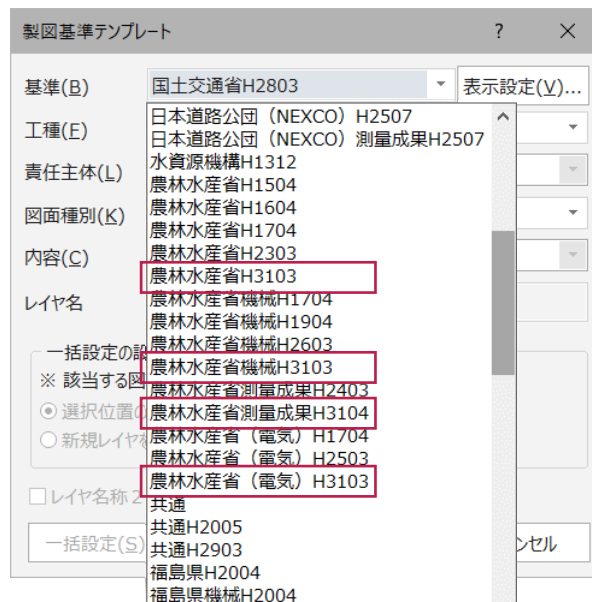 製図基準テンプレート ? ×
基準(B) 国土交通省H2803 表示設定(V)...
日本道路公団（NEXCO）H2507
工種(F)
日本道路公団（NEXCO）測量成果H2507
水資源機構H1312
責任主体(L)
農林水産省H1504
農林水産省H1604
図面種別(K)
農林水産省H1704
農林水産省H2303
内容(C)
農林水産省H3103
レイヤ名
農林水産省機械H1704
農林水産省機械H1904
農林水産省機械H2603
一括設定の設
農林水産省機械H3103
※ 該当する図
農林水産省測量成果H2403
選択位置の
農林水産省測量成果H3104
農林水産省（電気）H1704
新規レイヤを
農林水産省（電気）H2503
農林水産省（電気）H3103
レイヤ名称2
共通
共通H2005
一括設定(S)
共通H2903
ンセル
福島県H2004
福島県機械H2004